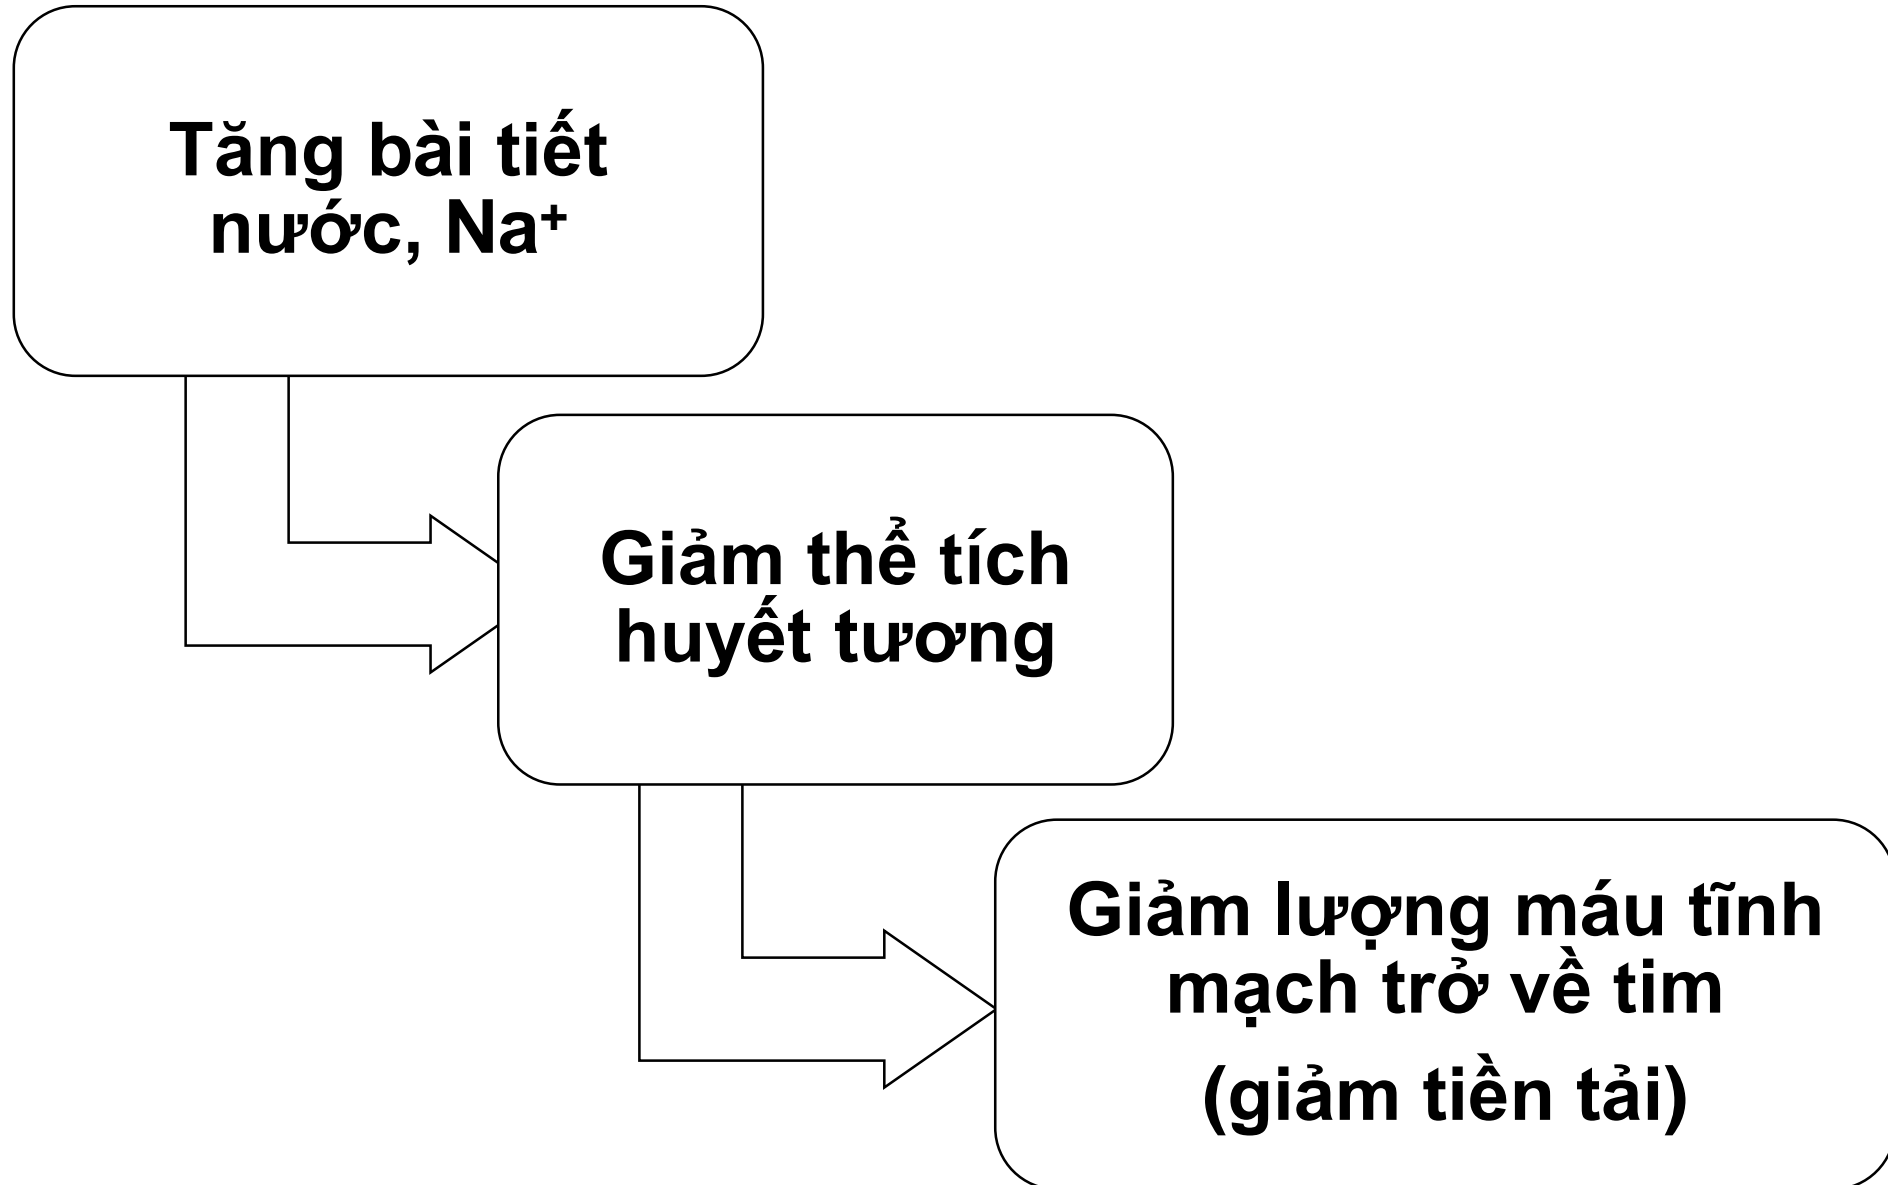 Tăng bài tiết
nước, Na⁺
Giảm thể tích
huyết tương
Giảm lượng máu tĩnh
mạch trở về tim
(giảm tiền tải)